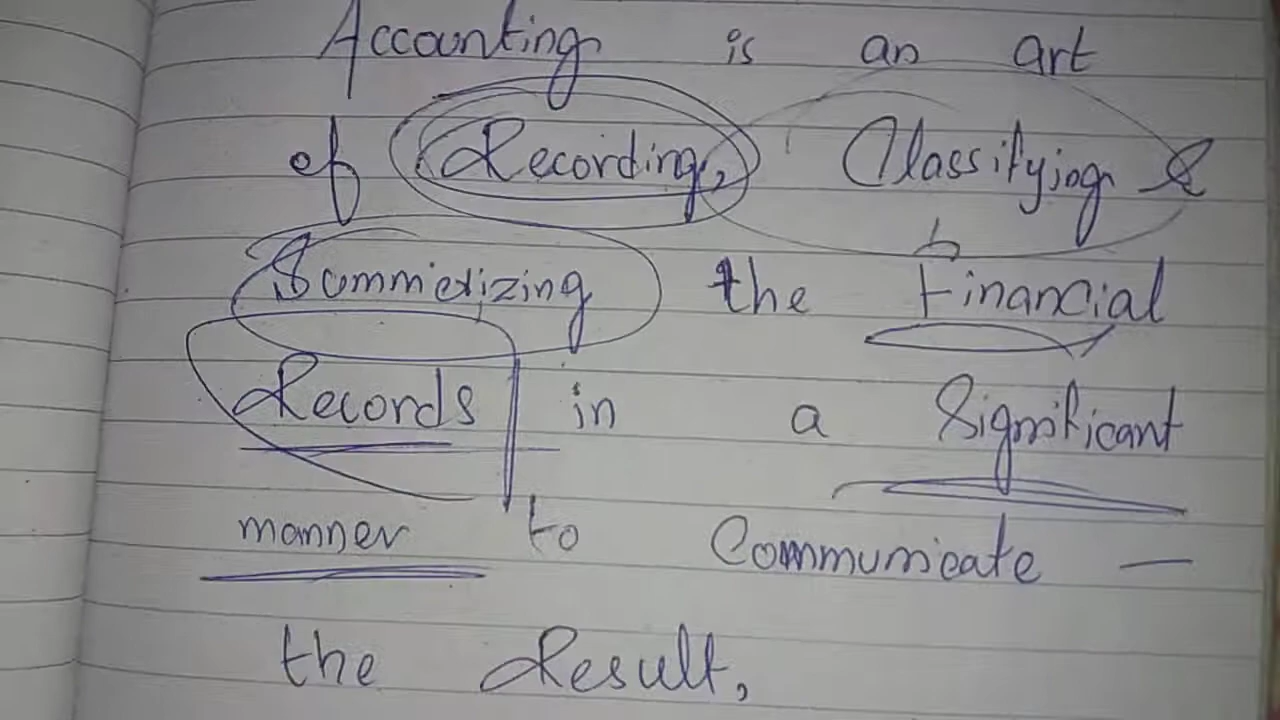 Accounting is an art
of Recording, Classifying &
Summerizing the Financial
Records in a Significant
manner to Communicate —
the Result,